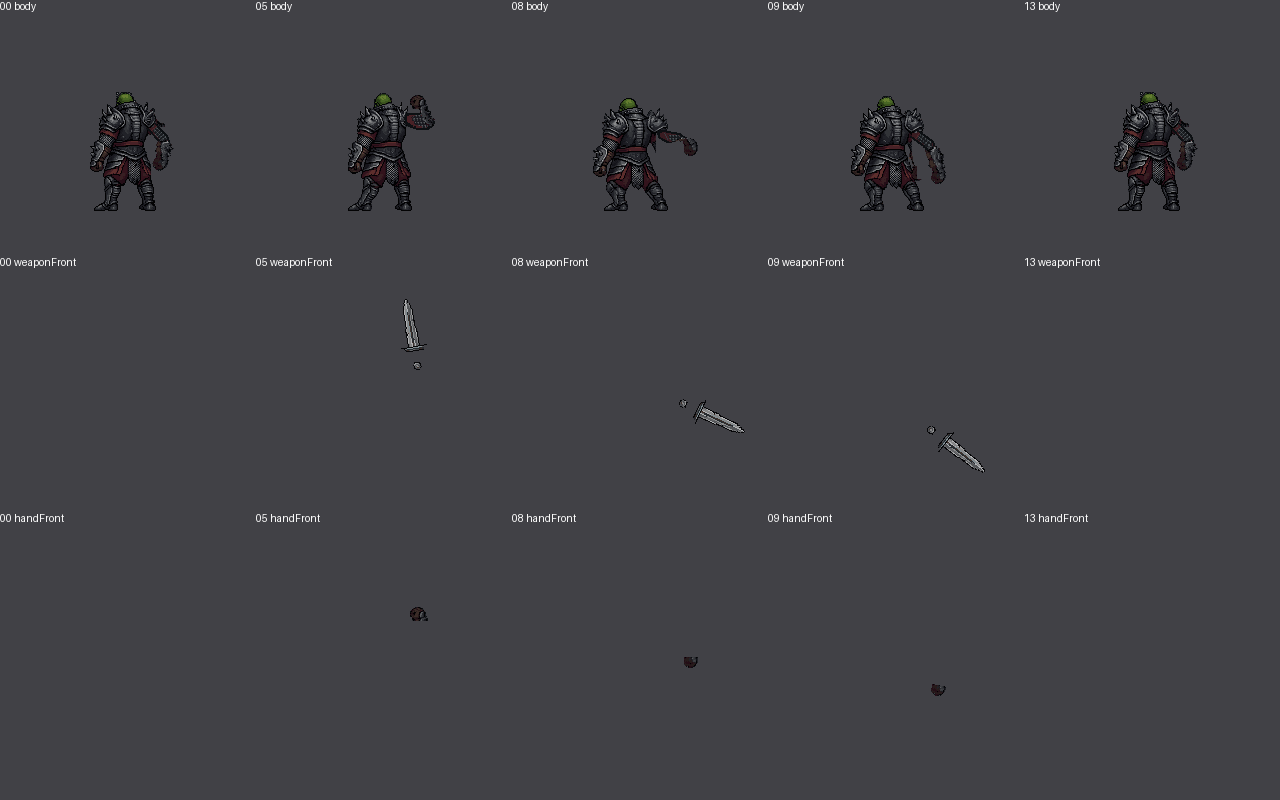 00 body
05 body
08 body
09 body
13 body
00 weaponFront
05 weaponFront
08 weaponFront
09 weaponFront
13 weaponFront
00 handFront
05 handFront
08 handFront
09 handFront
13 handFront